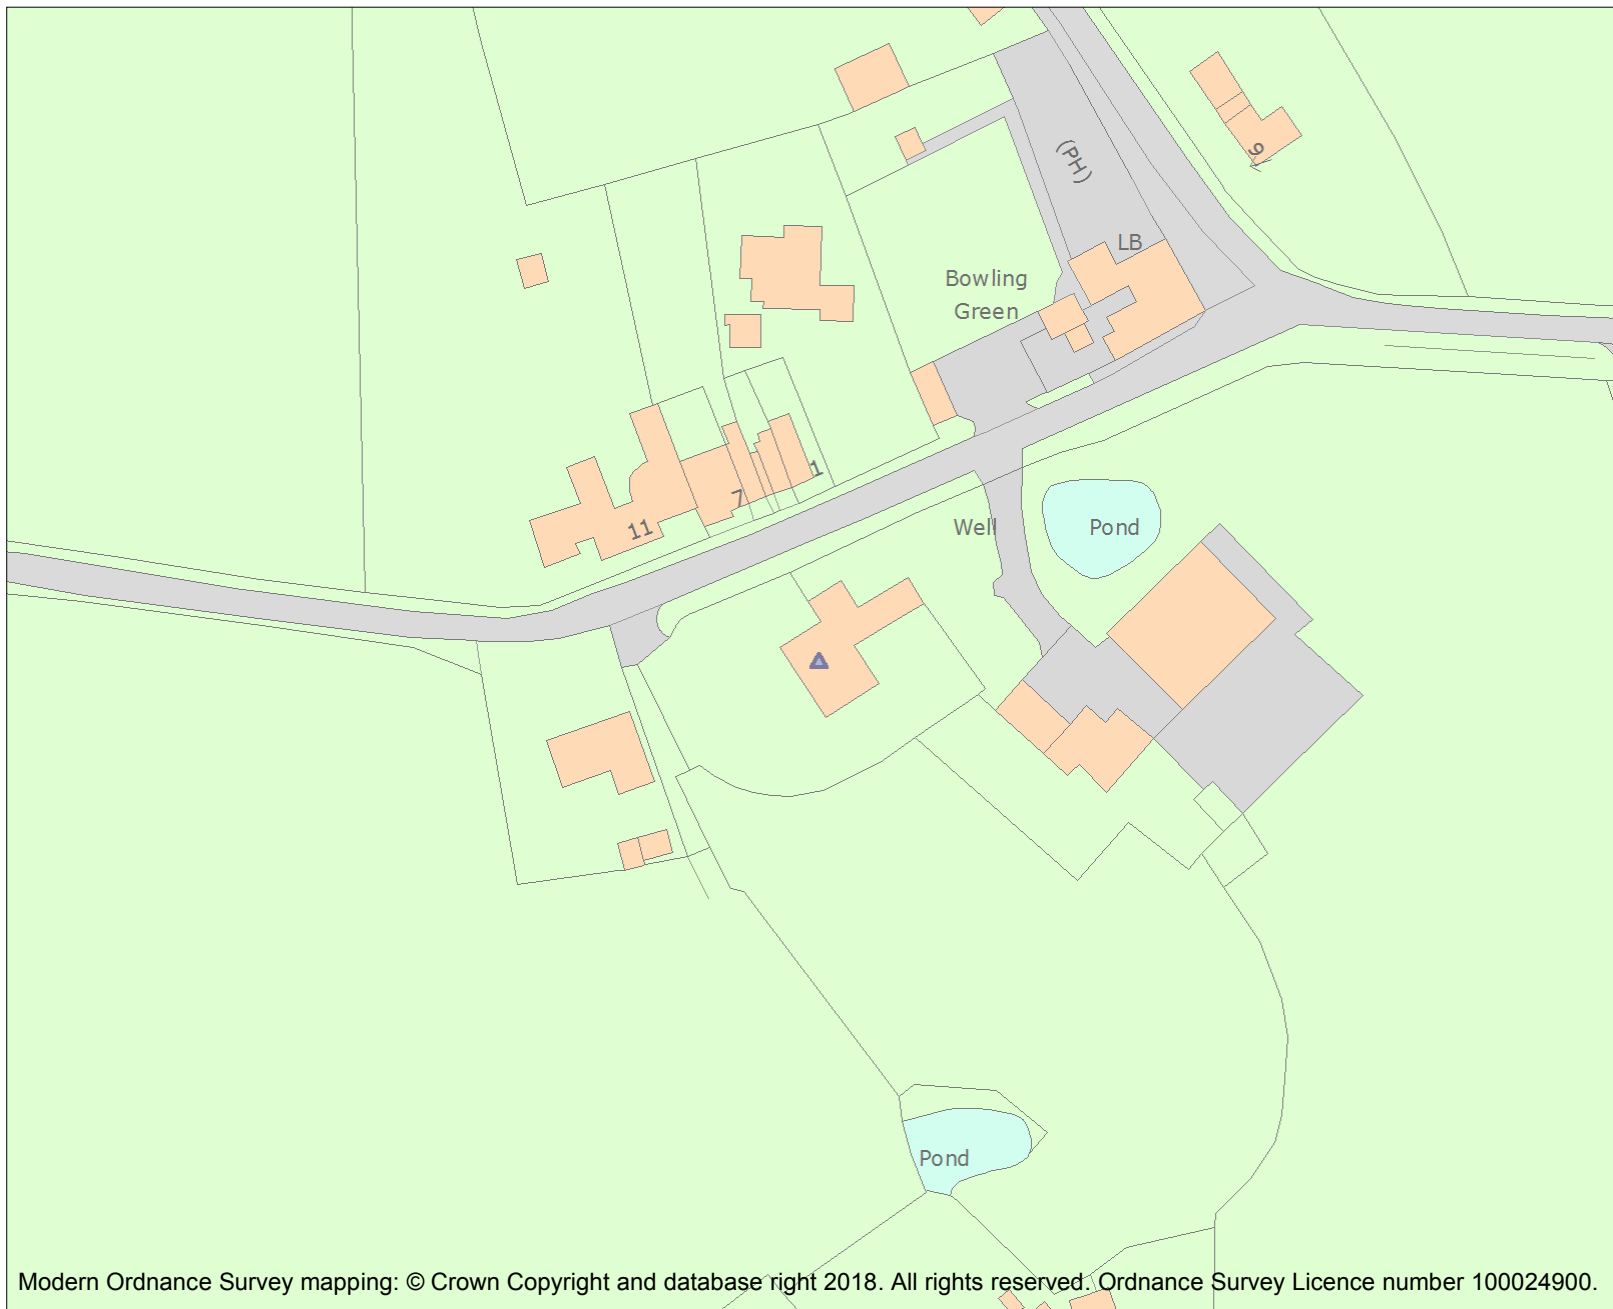 (PH)
9
LB
Bowling
Green
1
7
11
Well
Pond
Pond
Modern Ordnance Survey mapping: © Crown Copyright and database right 2018. All rights reserved. Ordnance Survey Licence number 100024900.